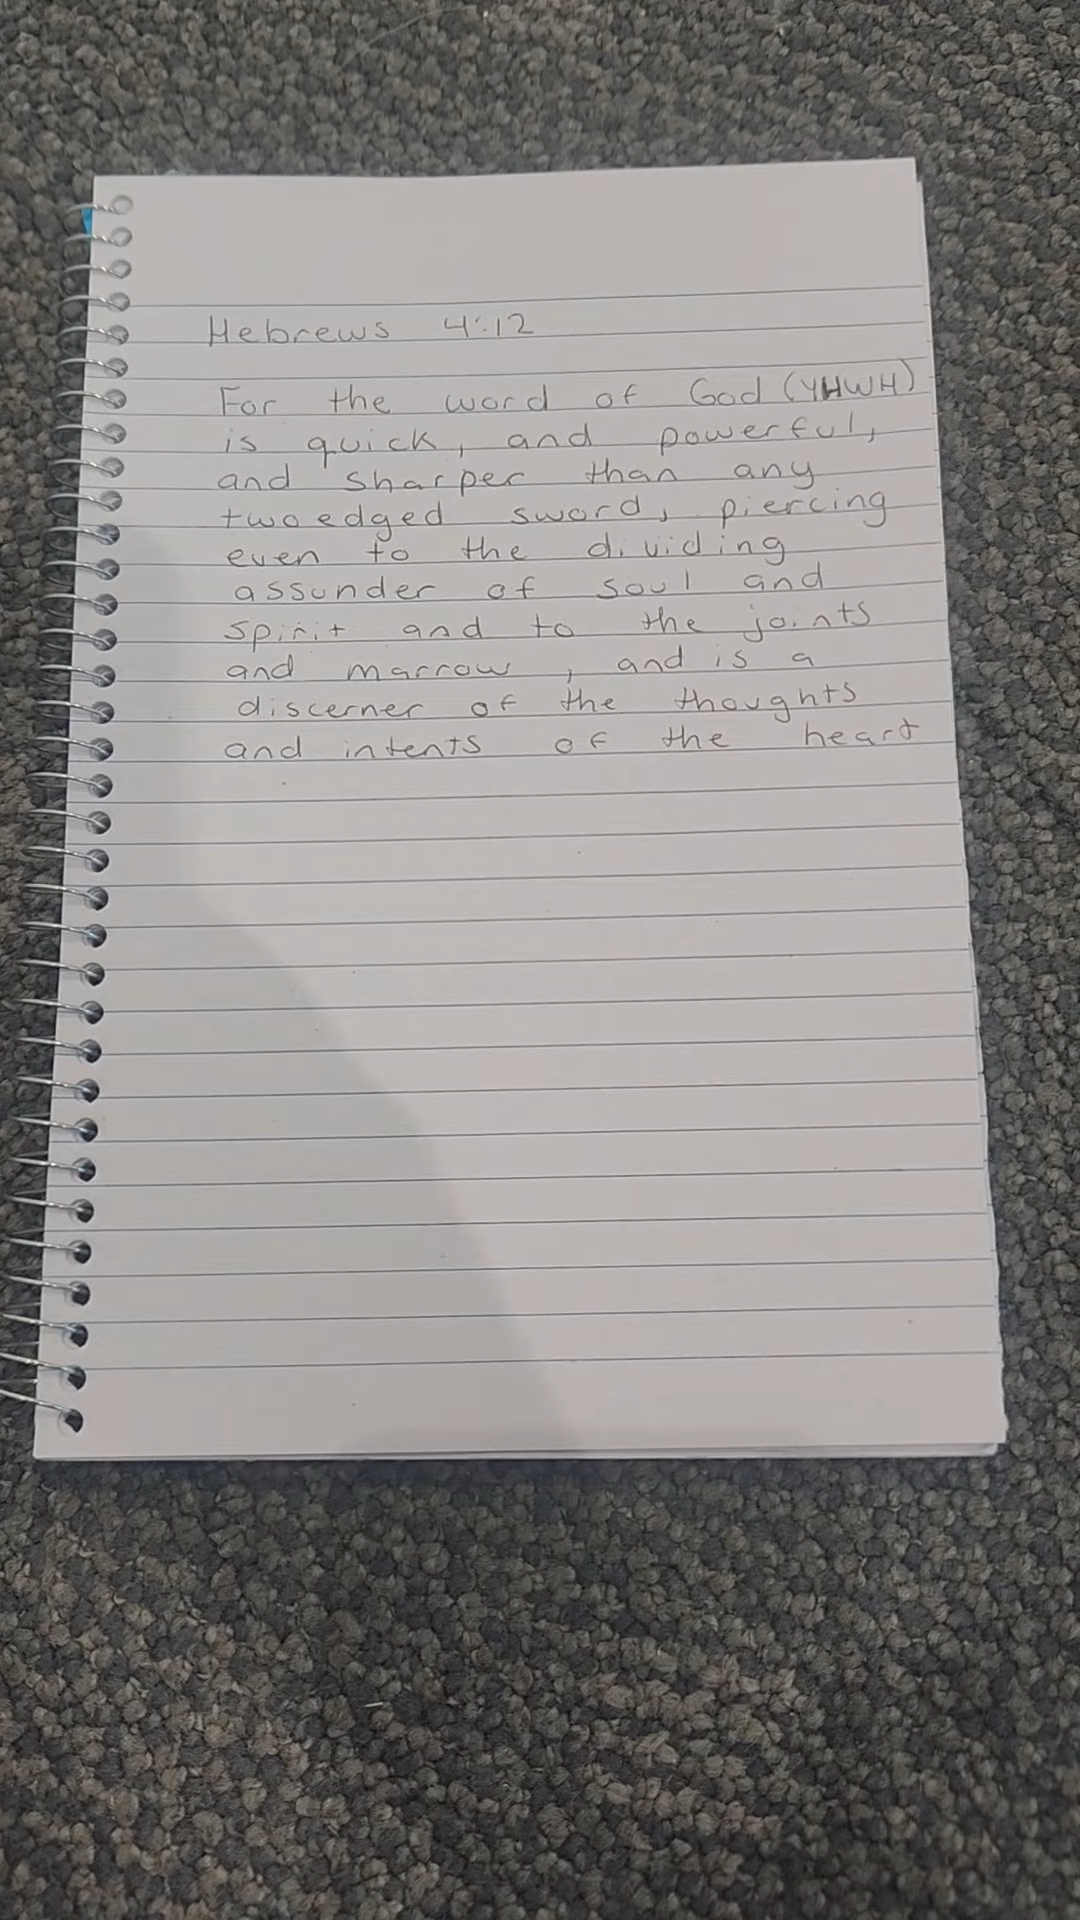 Hebrews 4:12
For the word of God (YHWH)
is quick, and powerful,
and sharper than any
twoedged sword, piercing
even to the dividing
assunder of soul and
spirit and to the joints
and marrow, and is a
discerner of the thoughts
and intents of the heart